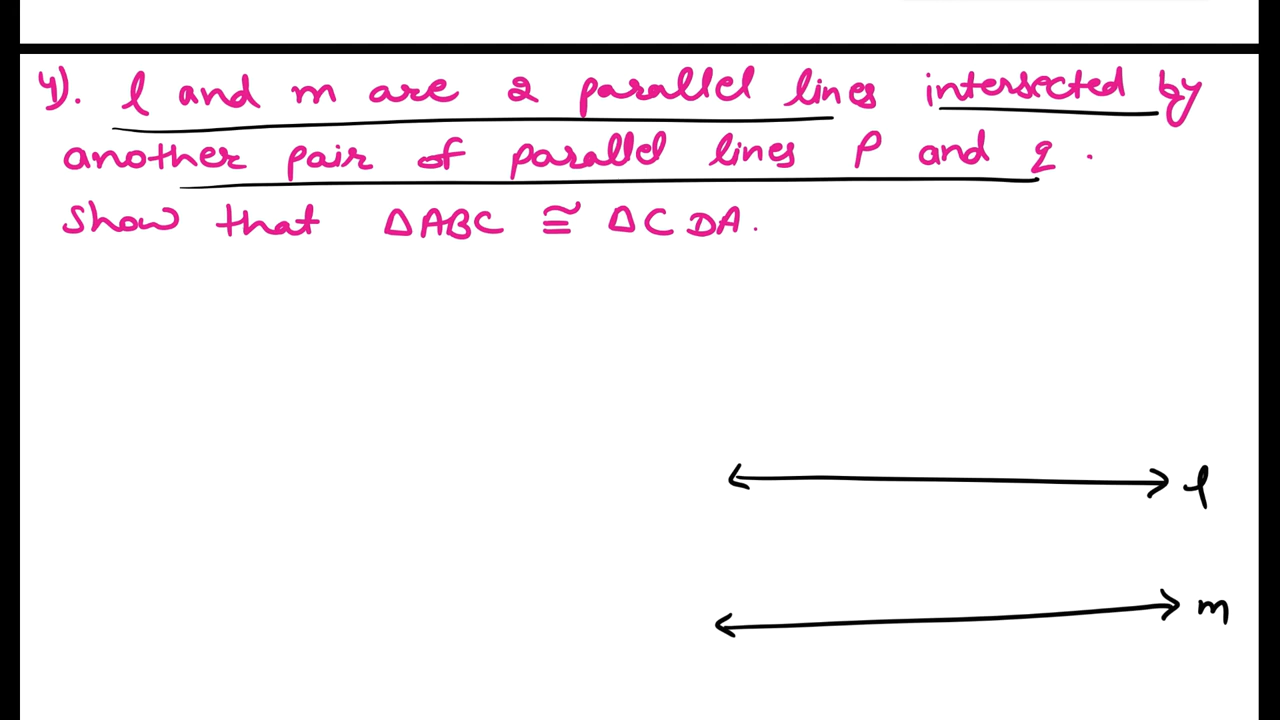 4). l and m are 2 parallel lines intersected by
another pair of parallel lines P and q.
Show that ΔABC ≅ ΔCDA.
l
m